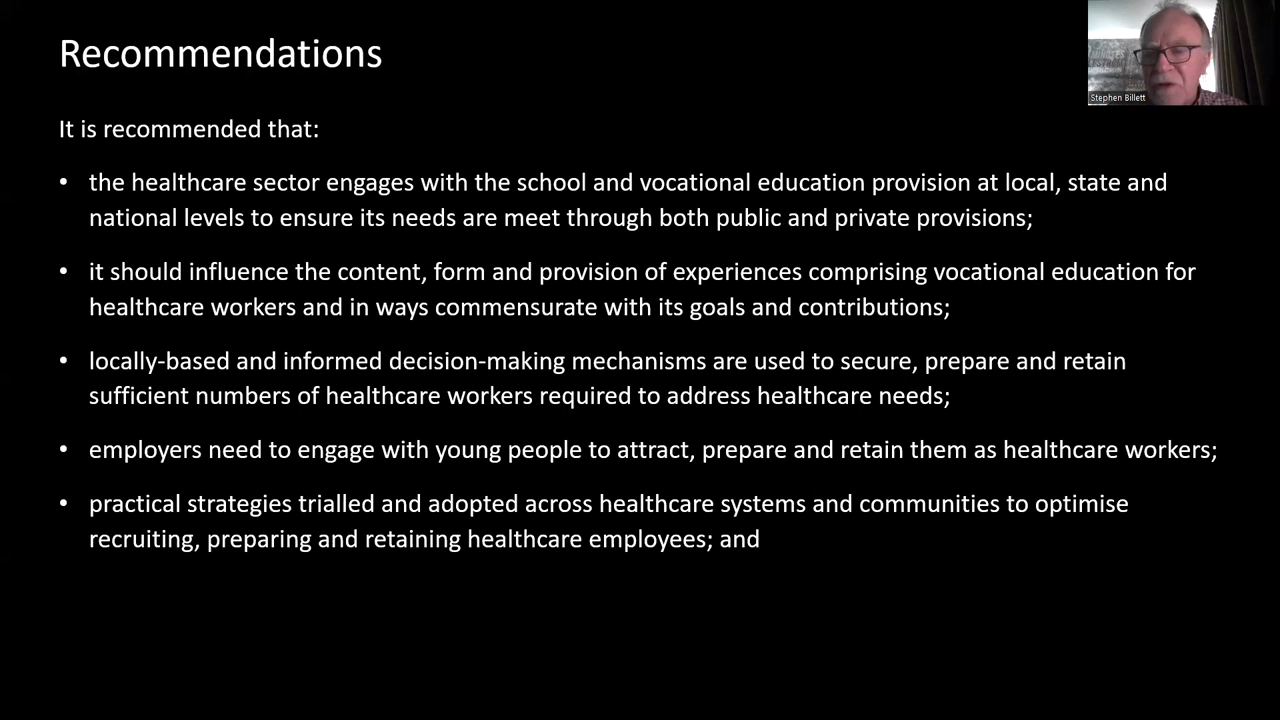 Recommendations
Stephen Billett
It is recommended that:
• the healthcare sector engages with the school and vocational education provision at local, state and
national levels to ensure its needs are meet through both public and private provisions;
• it should influence the content, form and provision of experiences comprising vocational education for
healthcare workers and in ways commensurate with its goals and contributions;
• locally-based and informed decision-making mechanisms are used to secure, prepare and retain
sufficient numbers of healthcare workers required to address healthcare needs;
• employers need to engage with young people to attract, prepare and retain them as healthcare workers;
• practical strategies trialled and adopted across healthcare systems and communities to optimise
recruiting, preparing and retaining healthcare employees; and